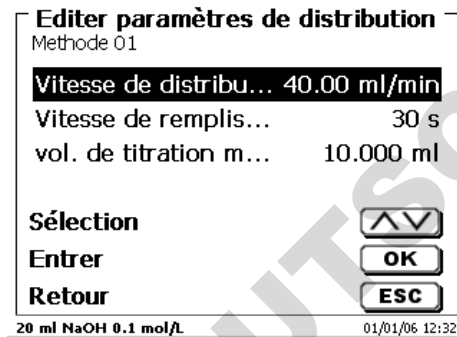 Editer paramètres de distribution
Methode 01
Vitesse de distribu... 40.00 ml/min
Vitesse de remplis... 30 s
vol. de titration m... 10.000 ml
Sélection
Entrer OK
Retour ESC
20 ml NaOH 0.1 mol/L 01/01/06 12:32